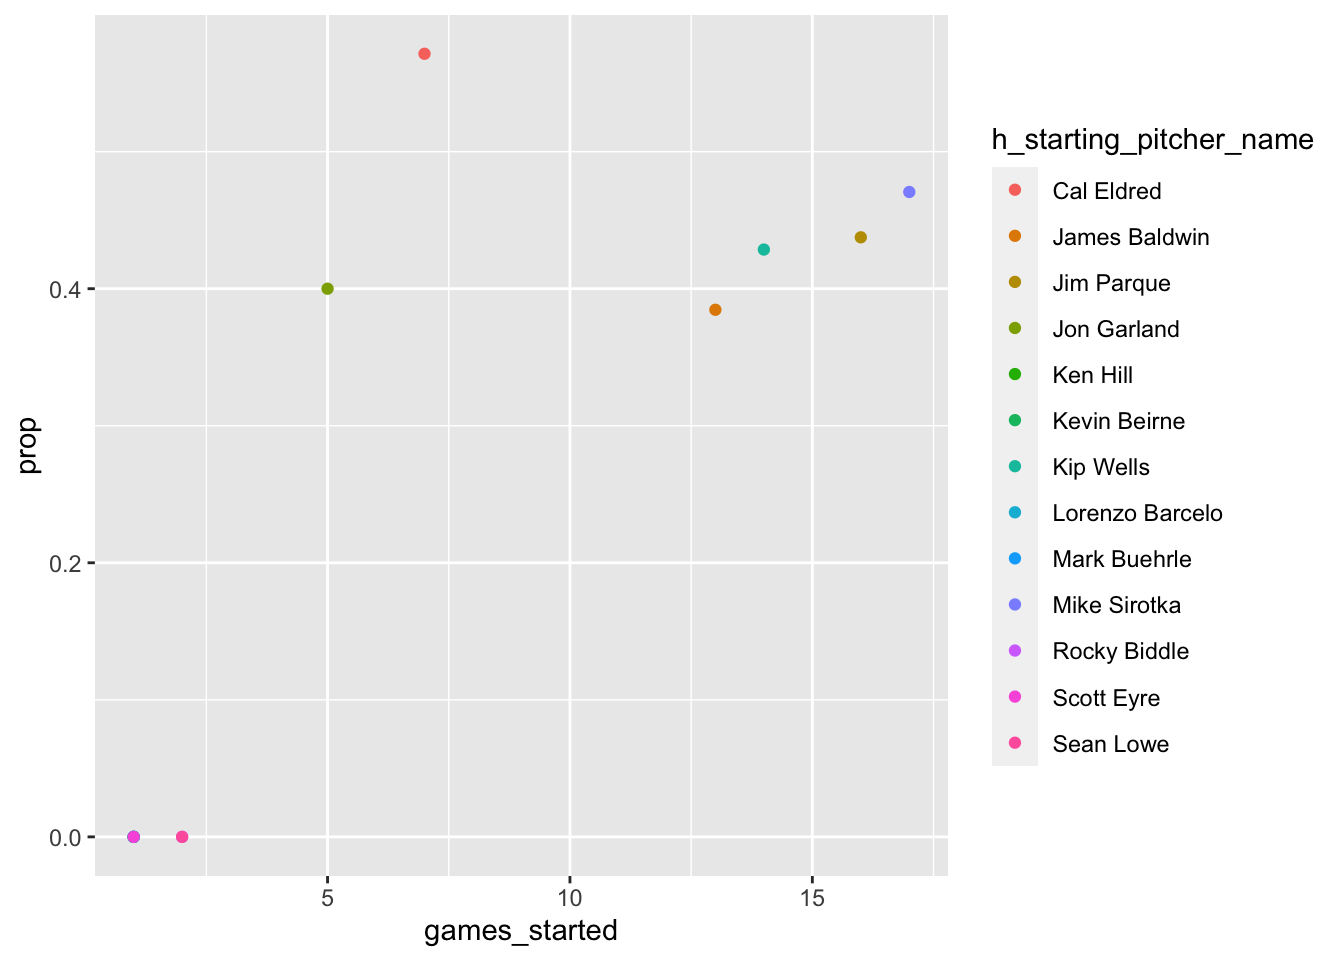 h_starting_pitcher_name
Cal Eldred
James Baldwin
Jim Parque
Jon Garland
Ken Hill
Kevin Beirne
Kip Wells
Lorenzo Barcelo
Mark Buehrle
Mike Sirotka
Rocky Biddle
Scott Eyre
Sean Lowe
prop
0.4
0.2
0.0
5
10
15
games_started